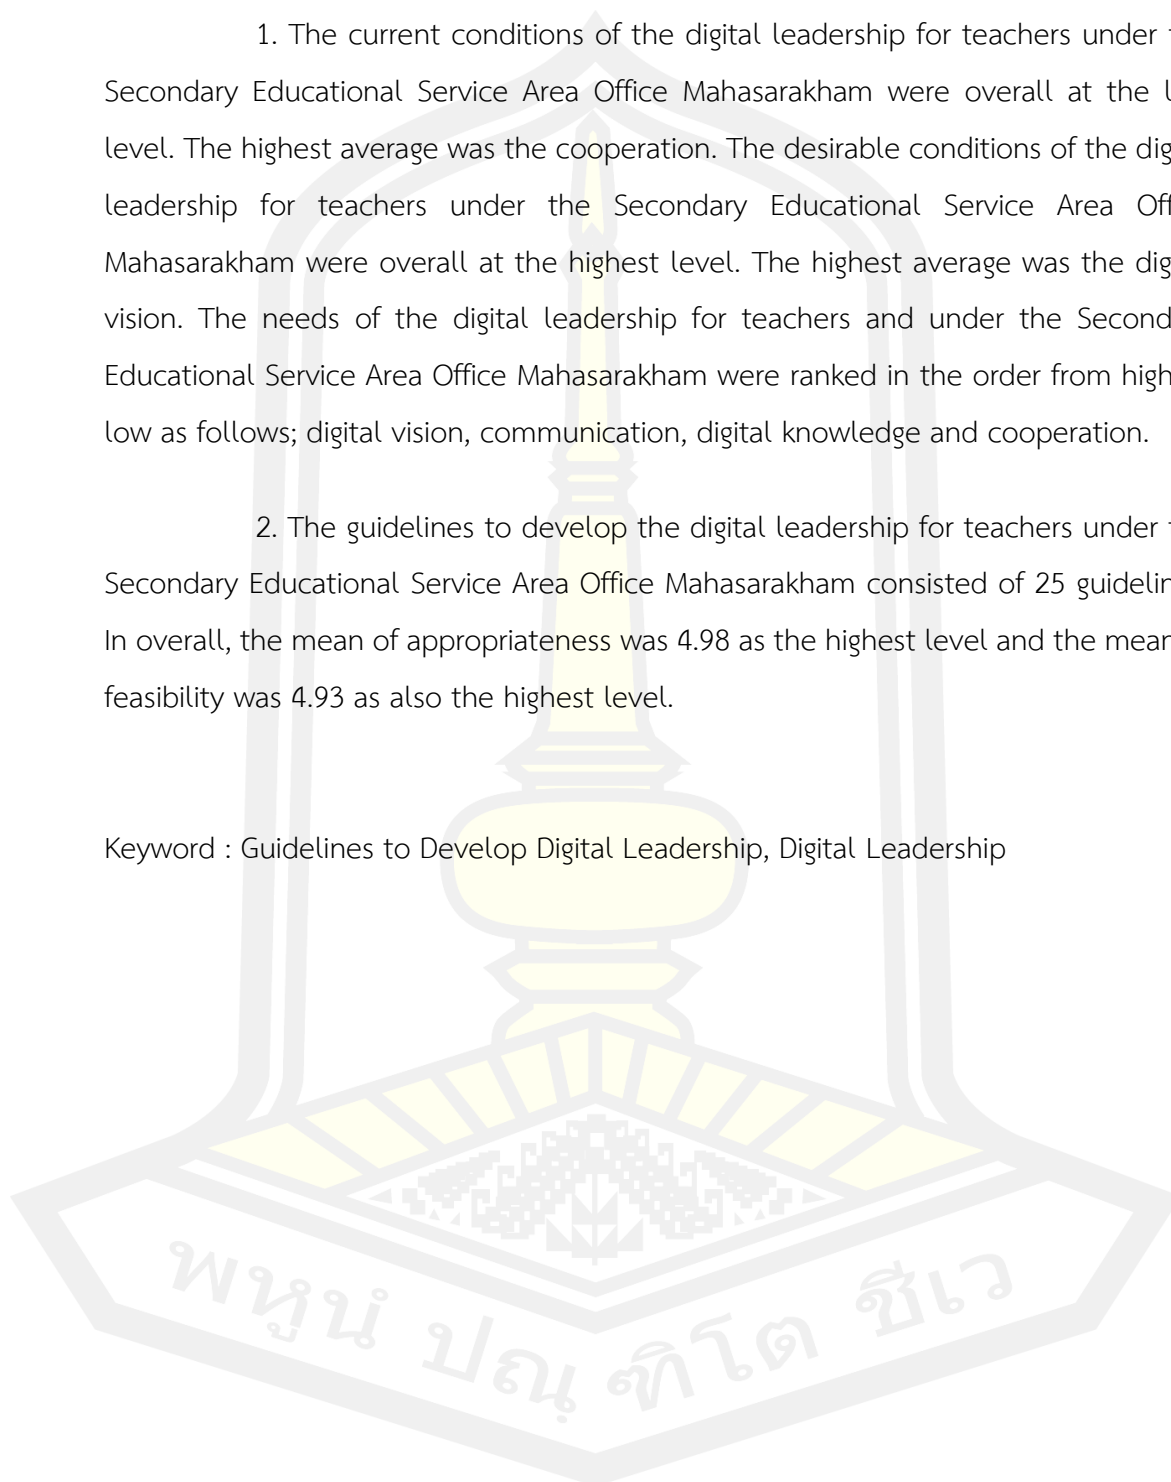 1. The current conditions of the digital leadership for teachers under
Secondary Educational Service Area Office Mahasarakham were overall at the
level. The highest average was the cooperation. The desirable conditions of the dig
leadership for teachers under the Secondary Educational Service Area Off
Mahasarakham were overall at the highest level. The highest average was the dig
vision. The needs of the digital leadership for teachers and under the Second
Educational Service Area Office Mahasarakham were ranked in the order from high
low as follows; digital vision, communication, digital knowledge and cooperation.
2. The guidelines to develop the digital leadership for teachers under
Secondary Educational Service Area Office Mahasarakham consisted of 25 guidelin
In overall, the mean of appropriateness was 4.98 as the highest level and the mean
feasibility was 4.93 as also the highest level.
Keyword : Guidelines to Develop Digital Leadership, Digital Leadership
พหูนํ ปณฺฑิโต ชีเว